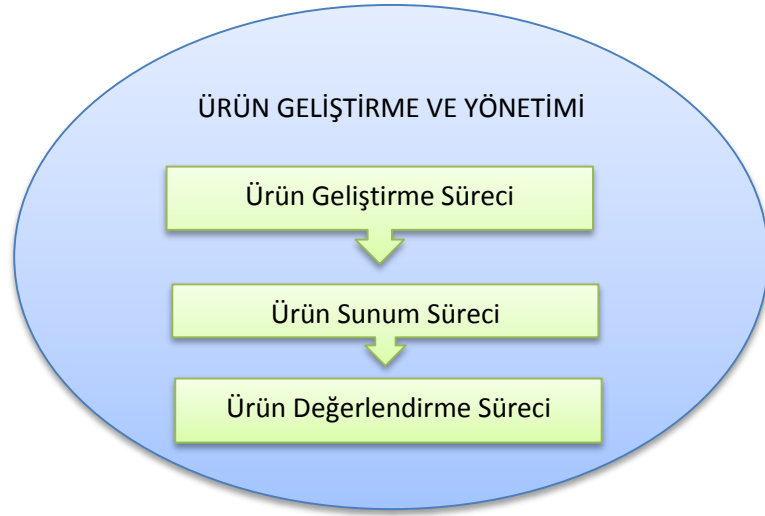 ÜRÜN GELİŞTİRME VE YÖNETİMİ
Ürün Geliştirme Süreci
Ürün Sunum Süreci
Ürün Değerlendirme Süreci